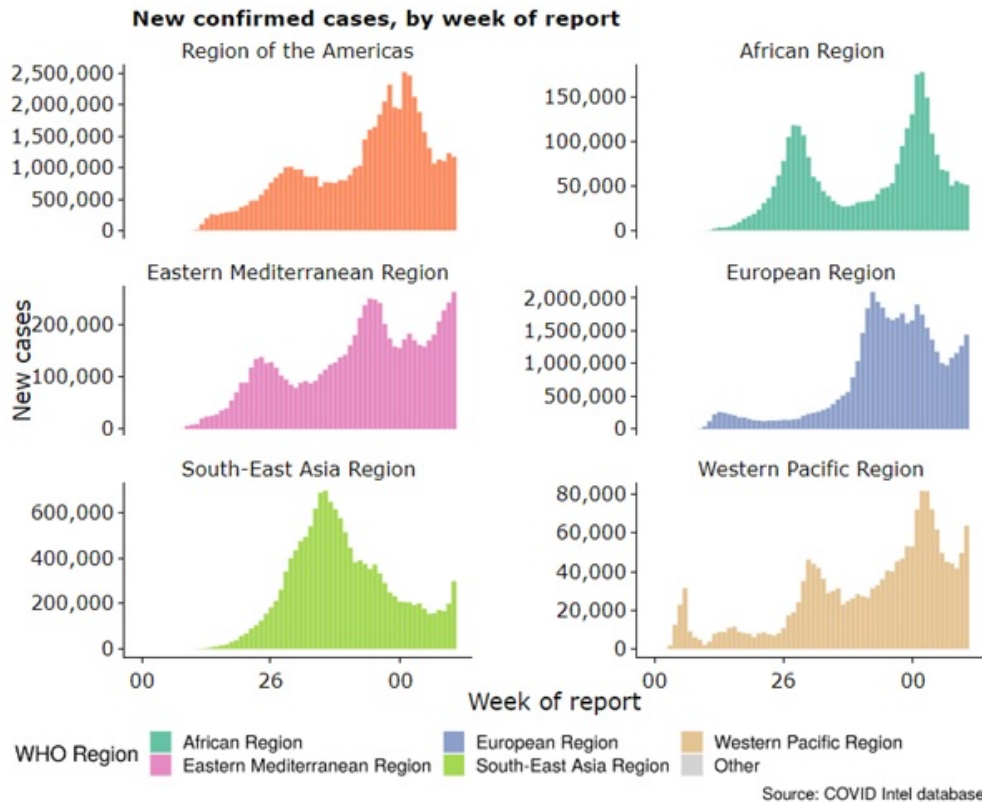 New confirmed cases, by week of report
Region of the Americas
2,500,000
2,000,000
1,500,000
1,000,000
500,000
0
African Region
150,000
100,000
50,000
0
New cases
Eastern Mediterranean Region
200,000
100,000
0
European Region
2,000,000
1,500,000
1,000,000
500,000
0
South-East Asia Region
600,000
400,000
200,000
0
00 26 00
Western Pacific Region
80,000
60,000
40,000
20,000
0
00 26 00
Week of report
WHO Region
African Region European Region Western Pacific Region
Eastern Mediterranean Region South-East Asia Region Other
Source: COVID Intel database